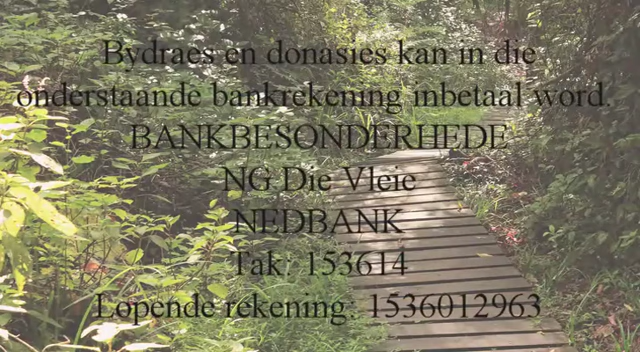 Bydraes en donasies kan in die
onderstaande bankrekening inbetaal word.
BANKBESONDERHEDE
NG Die Vleie
NEDBANK
Tak: 153614
Lopende rekening: 1536012963